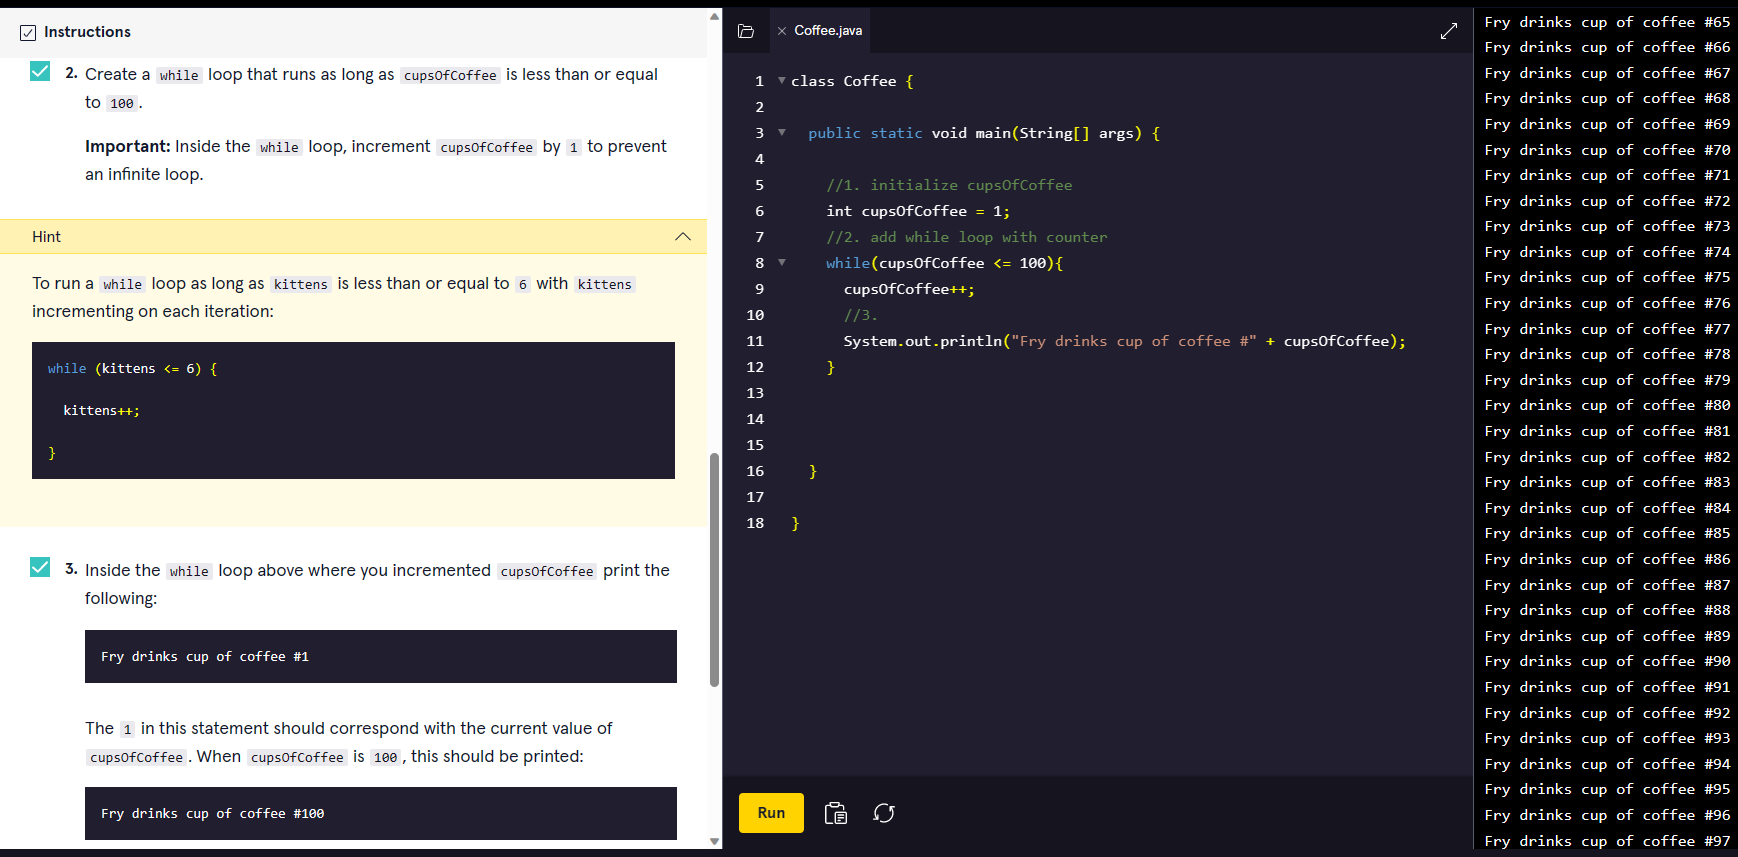 Instructions
2. Create a while loop that runs as long as cupsOfCoffee is less than or equal
to 100.
Important: Inside the while loop, increment cupsOfCoffee by 1 to prevent
an infinite loop.
Hint
To run a while loop as long as kittens is less than or equal to 6 with kittens
incrementing on each iteration:
while (kittens <= 6) {
kittens++;
}
3. Inside the while loop above where you incremented cupsOfCoffee print the
following:
Fry drinks cup of coffee #1
The 1 in this statement should correspond with the current value of
cupsOfCoffee. When cupsOfCoffee is 100, this should be printed:
Fry drinks cup of coffee #100
Coffee.java
1 class Coffee {
2
3 public static void main(String[] args) {
4
5 //1. initialize cupsOfCoffee
6 int cupsOfCoffee = 1;
7 //2. add while loop with counter
8 while(cupsOfCoffee <= 100){
9 cupsOfCoffee++;
10 //3.
11 System.out.println("Fry drinks cup of coffee #" + cupsOfCoffee);
12 }
13
14
15
16 }
17
18 }
Run
Fry drinks cup of coffee #65
Fry drinks cup of coffee #66
Fry drinks cup of coffee #67
Fry drinks cup of coffee #68
Fry drinks cup of coffee #69
Fry drinks cup of coffee #70
Fry drinks cup of coffee #71
Fry drinks cup of coffee #72
Fry drinks cup of coffee #73
Fry drinks cup of coffee #74
Fry drinks cup of coffee #75
Fry drinks cup of coffee #76
Fry drinks cup of coffee #77
Fry drinks cup of coffee #78
Fry drinks cup of coffee #79
Fry drinks cup of coffee #80
Fry drinks cup of coffee #81
Fry drinks cup of coffee #82
Fry drinks cup of coffee #83
Fry drinks cup of coffee #84
Fry drinks cup of coffee #85
Fry drinks cup of coffee #86
Fry drinks cup of coffee #87
Fry drinks cup of coffee #88
Fry drinks cup of coffee #89
Fry drinks cup of coffee #90
Fry drinks cup of coffee #91
Fry drinks cup of coffee #92
Fry drinks cup of coffee #93
Fry drinks cup of coffee #94
Fry drinks cup of coffee #95
Fry drinks cup of coffee #96
Fry drinks cup of coffee #97